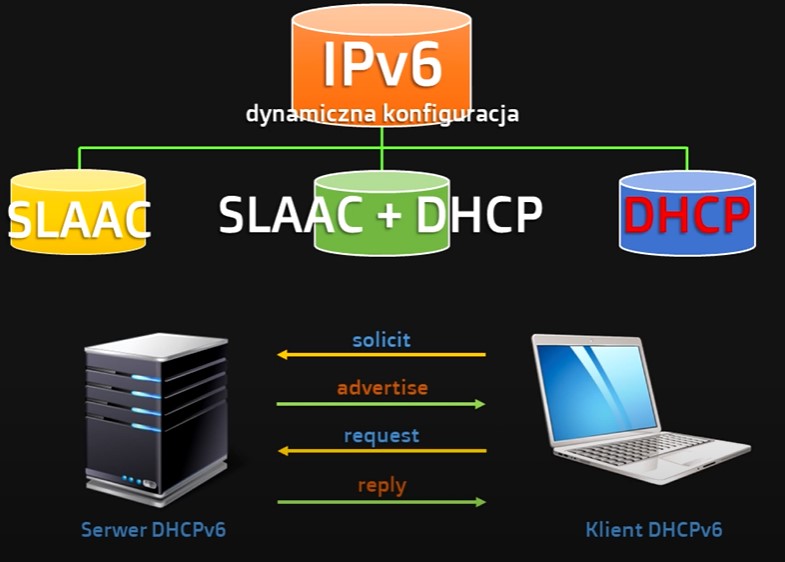 IPv6
dynamiczna konfiguracja
SLAAC
SLAAC + DHCP
DHCP
solicit
advertise
request
reply
Serwer DHCPv6
Klient DHCPv6